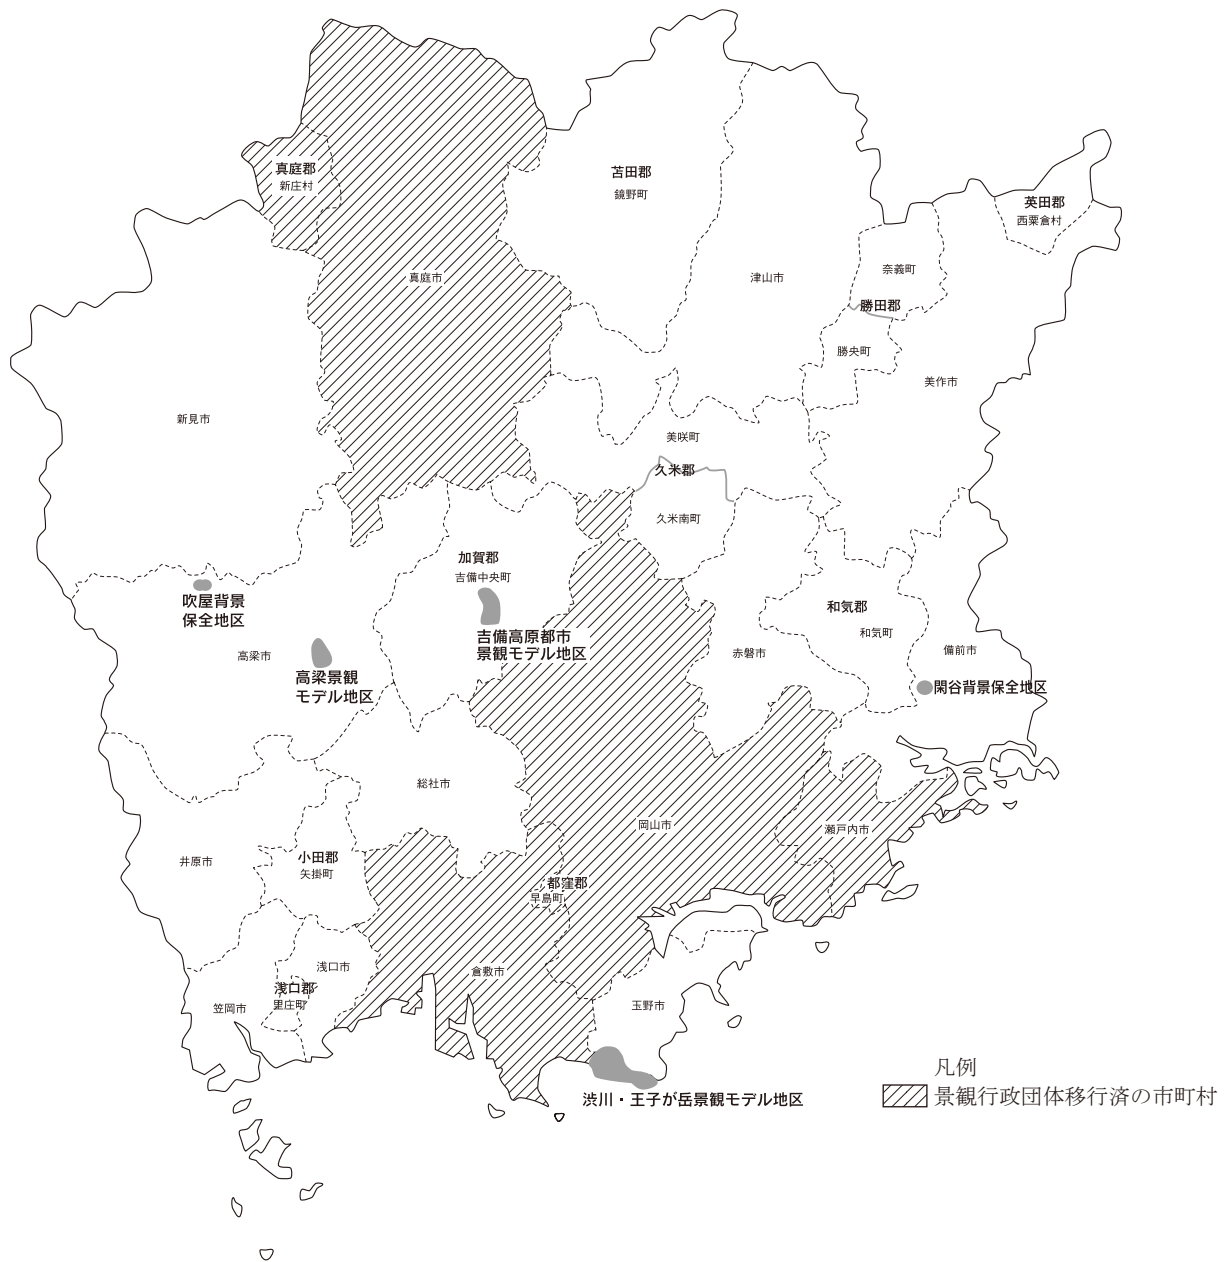 真庭郡
新庄村
苫田郡
鏡野町
英田郡
西粟倉村
真庭市
津山市
奈義町
勝田郡
勝央町
美作市
新見市
美咲町
久米郡
久米南町
加賀郡
吉備中央町
吹屋背景
保全地区
和気郡
和気町
吉備高原都市
景観モデル地区
高梁市
赤磐市
備前市
高梁景観
モデル地区
閑谷背景保全地区
総社市
岡山市
瀬戸内市
井原市
小田郡
矢掛町
都窪郡
早島町
浅口市
倉敷市
浅口郡
里庄町
笠岡市
玉野市
渋川・王子が岳景観モデル地区
凡例
景観行政団体移行済の市町村